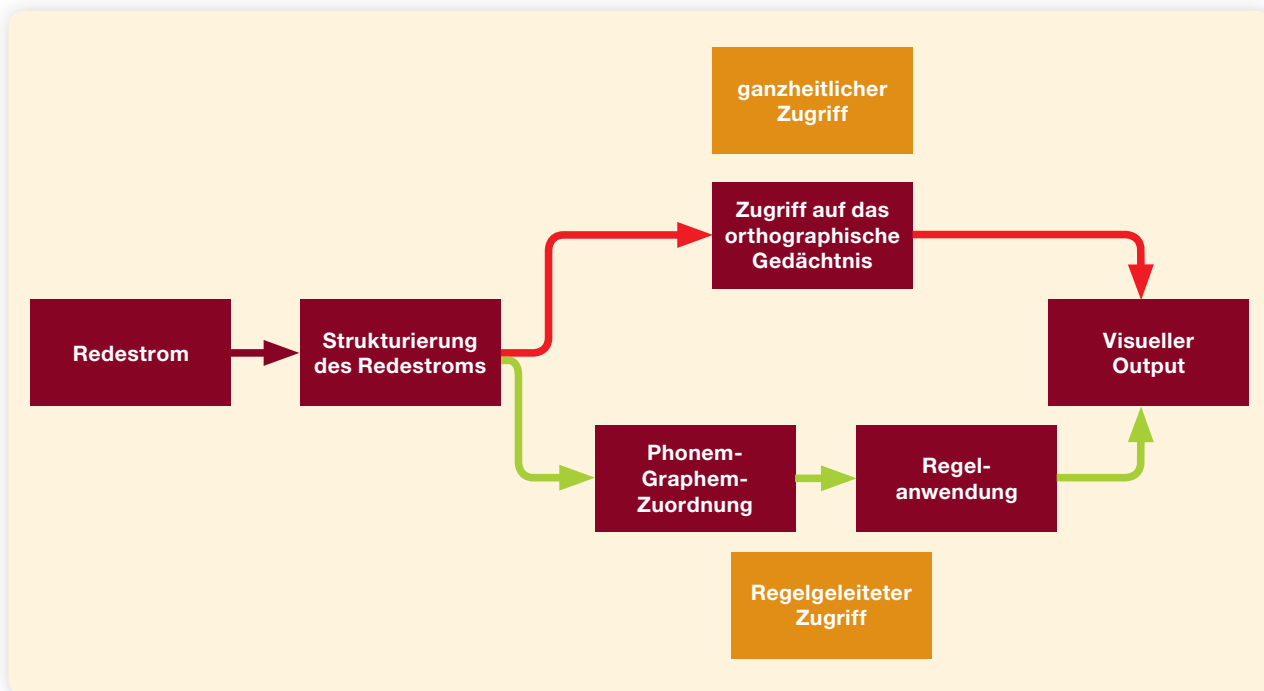 ganzheitlicher
Zugriff
Zugriff auf das
orthographische
Gedächtnis
Redestrom
Strukturierung
des Redestroms
Visueller
Output
Phonem-
Graphem-
Zuordnung
Regel-
anwendung
Regelgeleiteter
Zugriff